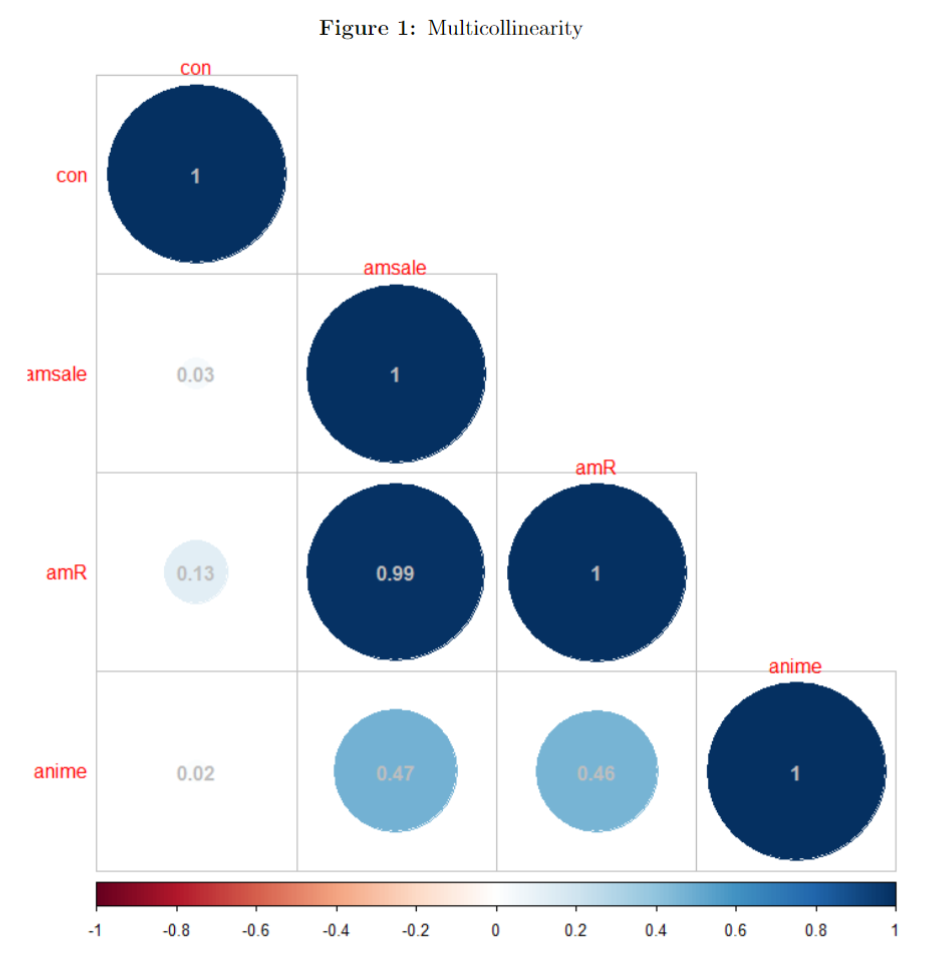 Figure 1: Multicollinearity
con
con
1
amsale
amsale
0.03
1
amR
amR
0.13
0.99
1
anime
anime
0.02
0.47
0.46
1
-1 -0.8 -0.6 -0.4 -0.2 0 0.2 0.4 0.6 0.8 1